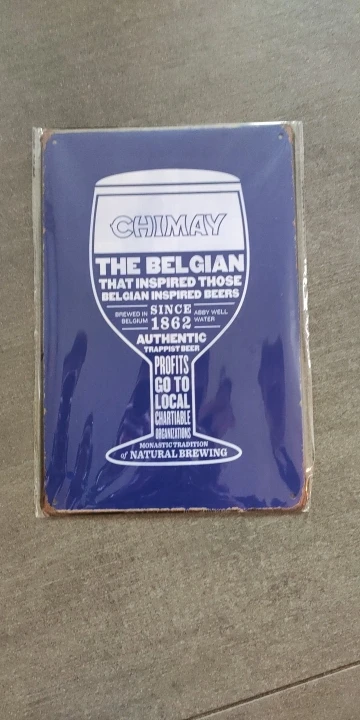 CHIMAY
THE BELGIAN
THAT INSPIRED THOSE
BELGIAN INSPIRED BEERS
BREWED IN BELGIUM SINCE 1862 ABBY WELL WATER
AUTHENTIC
TRAPPIST BEER
PROFITS
GO TO
LOCAL
CHARTIABLE
ORGANIZATIONS
MONASTIC TRADITION
of NATURAL BREWING